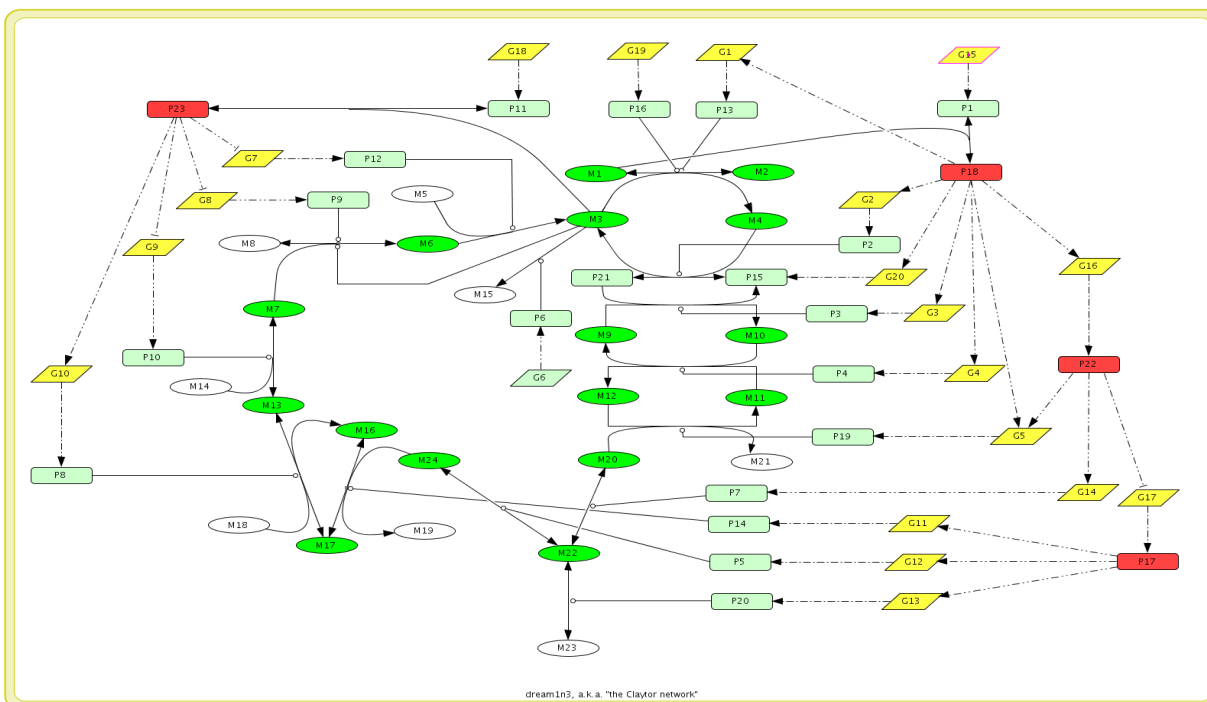 G18
G19
G1
G15
P23
P11
P16
P13
P1
G7
P12
M1
M2
P18
G8
P9
M5
G2
M3
M4
M8
M6
P2
G9
P21
P15
G20
G16
M15
M7
P6
P3
G3
M9
M10
P10
P22
G10
G6
P4
G4
M14
M13
M12
M11
M16
P19
G5
M24
M20
M21
P8
P7
G14
G17
M18
M19
P14
G11
M17
M22
P5
G12
P17
P20
G13
M23
dream1n3, a.k.a. "the Claytor network"